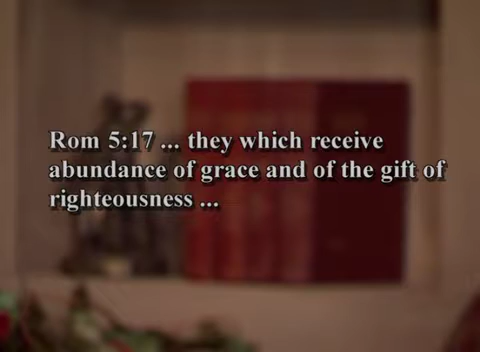 Rom 5:17 ... they which receive
abundance of grace and of the gift of
righteousness ...